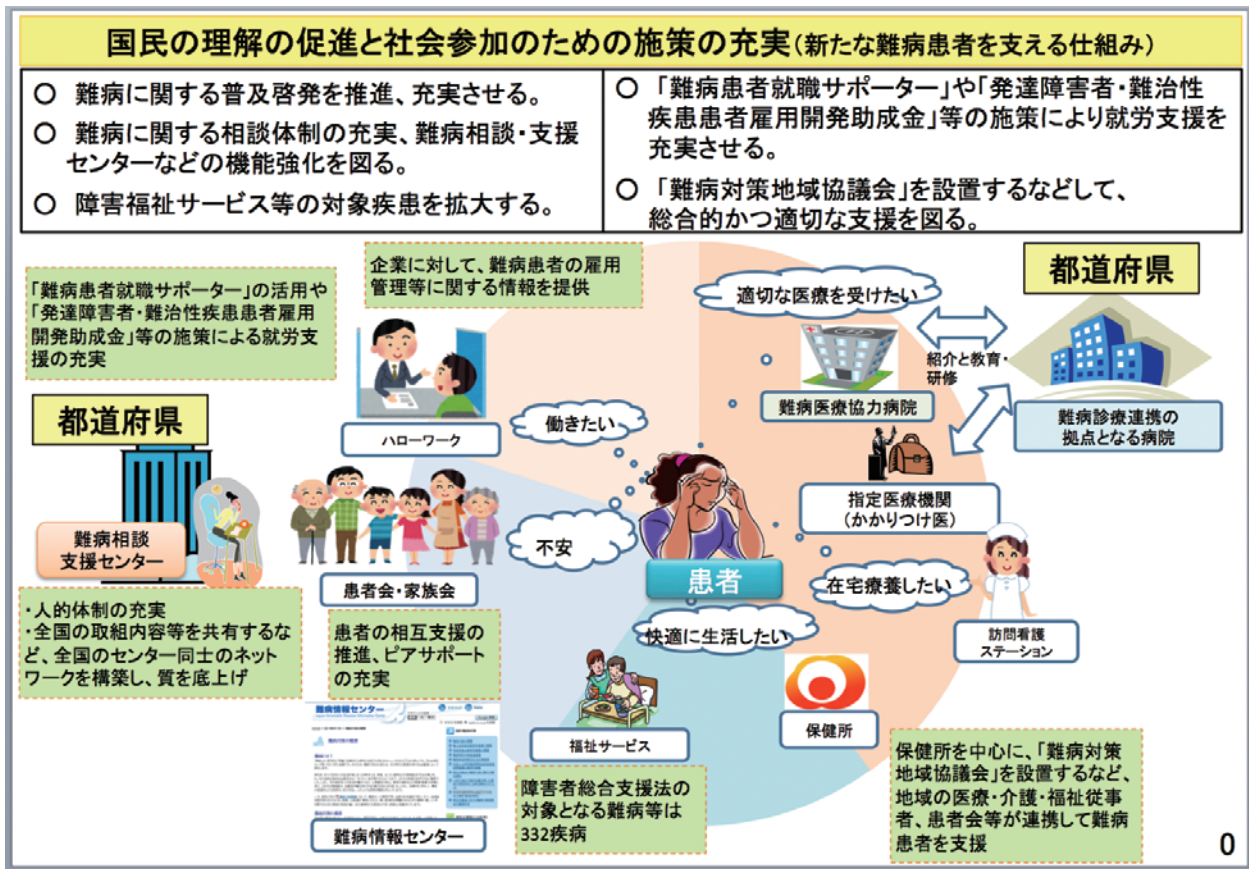 国民の理解の促進と社会参加のための施策の充実(新たな難病患者を支える仕組み)
○ 難病に関する普及啓発を推進、充実させる。
○ 難病に関する相談体制の充実、難病相談・支援
センターなどの機能強化を図る。
○ 障害福祉サービス等の対象疾患を拡大する。
○ 「難病患者就職サポーター」や「発達障害者・難治性
疾患患者雇用開発助成金」等の施策により就労支援を
充実させる。
○ 「難病対策地域協議会」を設置するなどして、
総合的かつ適切な支援を図る。
「難病患者就職サポーター」の活用や
「発達障害者・難治性疾患患者雇用
開発助成金」等の施策による就労支
援の充実
企業に対して、難病患者の雇用
管理等に関する情報を提供
ハローワーク
働きたい
適切な医療を受けたい
都道府県
紹介と教育・
研修
難病医療協力病院
難病診療連携の
拠点となる病院
指定医療機関
(かかりつけ医)
都道府県
難病相談
支援センター
・人的体制の充実
・全国の取組内容等を共有するな
ど、全国のセンター同士のネット
ワークを構築し、質を底上げ
患者会・家族会
不安
患者
在宅療養したい
快適に生活したい
訪問看護
ステーション
患者の相互支援の
推進、ピアサポート
の充実
難病情報センター
難病情報センター
福祉サービス
障害者総合支援法の
対象となる難病等は
332疾病
保健所
保健所を中心に、「難病対策
地域協議会」を設置するなど、
地域の医療・介護・福祉従事
者、患者会等が連携して難病
患者を支援
0